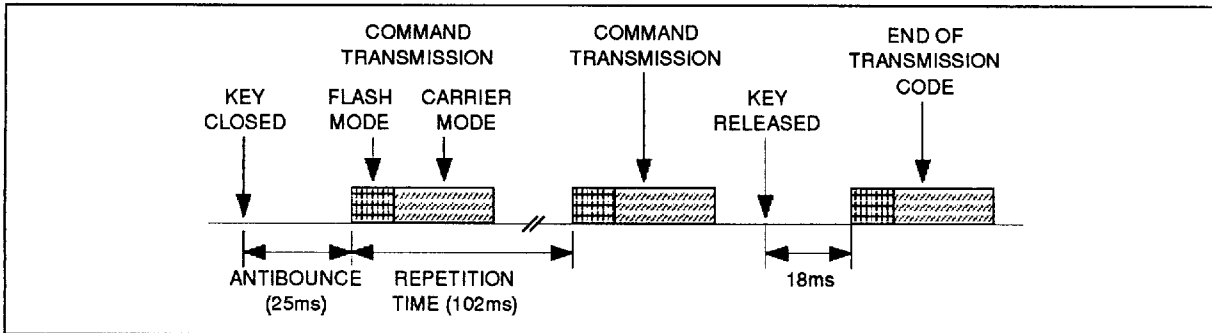 COMMAND
TRANSMISSION
COMMAND
TRANSMISSION
END OF
TRANSMISSION
CODE
KEY
CLOSED
FLASH
MODE
CARRIER
MODE
KEY
RELEASED
ANTIBOUNCE
(25ms)
REPETITION
TIME (102ms)
18ms